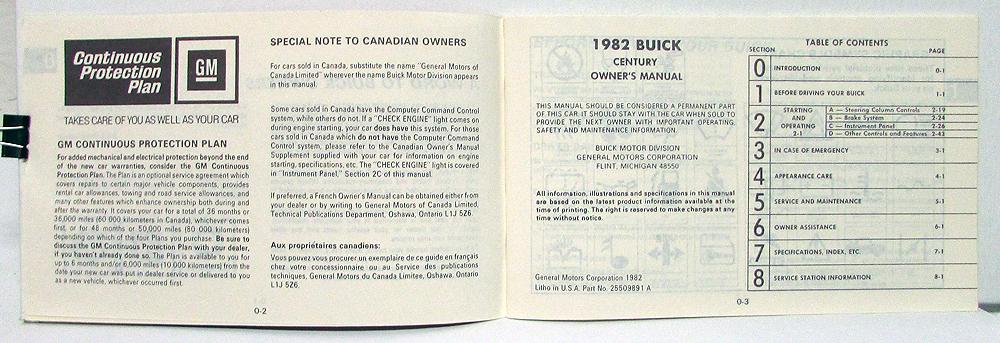 Continuous
Protection
Plan
GM
TAKES CARE OF YOU AS WELL AS YOUR CAR
GM CONTINUOUS PROTECTION PLAN
For added mechanical and electrical protection beyond the end
of the new car warranties, consider the GM Continuous
Protection Plan. The Plan is an optional service agreement which
covers repairs to certain major vehicle components, provides
rental car allowances, towing and road service allowances, and
many other features which enhance ownership both during and
after the warranty. It covers your car for a total of 36 months or
36,000 miles (60 000 kilometers in Canada), whichever comes
first, or for 48 months or 50,000 miles (80 000 kilometers)
depending on which of the four Plans you purchase. Be sure to
discuss the GM Continuous Protection Plan with your dealer,
if you haven't already done so. The Plan is available to you for
up to 6 months and/or 6,000 miles (10 000 kilometers) from the
date your new car was put in dealer service or delivered to you
as a new vehicle, whichever occurred first.
SPECIAL NOTE TO CANADIAN OWNERS
For cars sold in Canada, substitute the name "General Motors of
Canada Limited" wherever the name Buick Motor Division appears
in this manual.
Some cars sold in Canada have the Computer Command Control
system, while others do not. If a "CHECK ENGINE" light comes on
during engine starting, your car does have this system. For those
cars sold in Canada which do not have the Computer Command
Control system, please refer to the Canadian Owner's Manual
Supplement supplied with your car for information on engine
starting, specifications, etc. The "CHECK ENGINE" light is covered
in "Instrument Panel," Section 2C of this manual.
If preferred, a French Owner's Manual can be obtained either from
your dealer or by writing to General Motors of Canada Limited,
Technical Publications Department, Oshawa, Ontario L1J 5Z6.
Aux propriétaires canadiens:
Vous pouvez vous procurer un exemplaire de ce guide en français
chez votre concessionnaire ou au Service des publications
techniques, General Motors du Canada Limitee, Oshawa, Ontario
L1J 5Z6.
0-2
1982 BUICK
CENTURY
OWNER'S MANUAL
THIS MANUAL SHOULD BE CONSIDERED A PERMANENT PART
OF THIS CAR. IT SHOULD STAY WITH THE CAR WHEN SOLD TO
PROVIDE THE NEXT OWNER WITH IMPORTANT OPERATING,
SAFETY AND MAINTENANCE INFORMATION.
BUICK MOTOR DIVISION
GENERAL MOTORS CORPORATION
FLINT, MICHIGAN 48550
All information, illustrations and specifications in this manual
are based on the latest product information available at the
time of printing. The right is reserved to make changes at any
time without notice.
General Motors Corporation 1982
Litho in U.S.A. Part No. 25509891 A
TABLE OF CONTENTS
SECTION PAGE
0 INTRODUCTION 0-1
1 BEFORE DRIVING YOUR BUICK 1-1
2 STARTING AND OPERATING 2-1
A — Steering Column Controls 2-19
B — Brake System 2-24
C — Instrument Panel 2-26
D — Other Controls and Features 2-42
3 IN CASE OF EMERGENCY 3-1
4 APPEARANCE CARE 4-1
5 SERVICE AND MAINTENANCE 5-1
6 OWNER ASSISTANCE 6-1
7 SPECIFICATIONS, INDEX, ETC. 7-1
8 SERVICE STATION INFORMATION 8-1
0-3